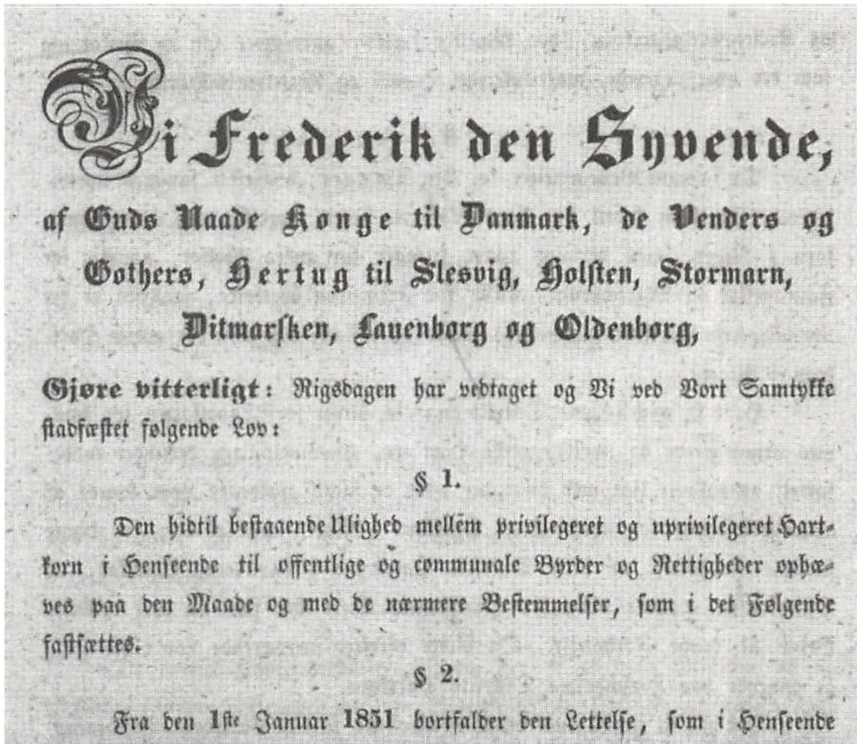 Vi Frederik den Syvende,
af Guds Naade Konge til Danmark, de Venders og
Gothers, Hertug til Slesvig, Holsten, Stormarn,
Ditmarsken, Lauenborg og Oldenborg,
Gjøre vitterligt: Rigsdagen har vedtaget og Vi ved Vort Samtykke
stadfæstet følgende Lov:
§ 1.
Den hidtil bestaaende Ulighed mellem privilegeret og uprivilegeret Hart-
korn i Henseende til offentlige og communale Byrder og Rettigheder ophæ-
ves paa den Maade og med de nærmere Bestemmelser, som i det Følgende
fastsættes.
§ 2.
Fra den 1ste Januar 1851 bortfalder den Lettelse, som i Henseende